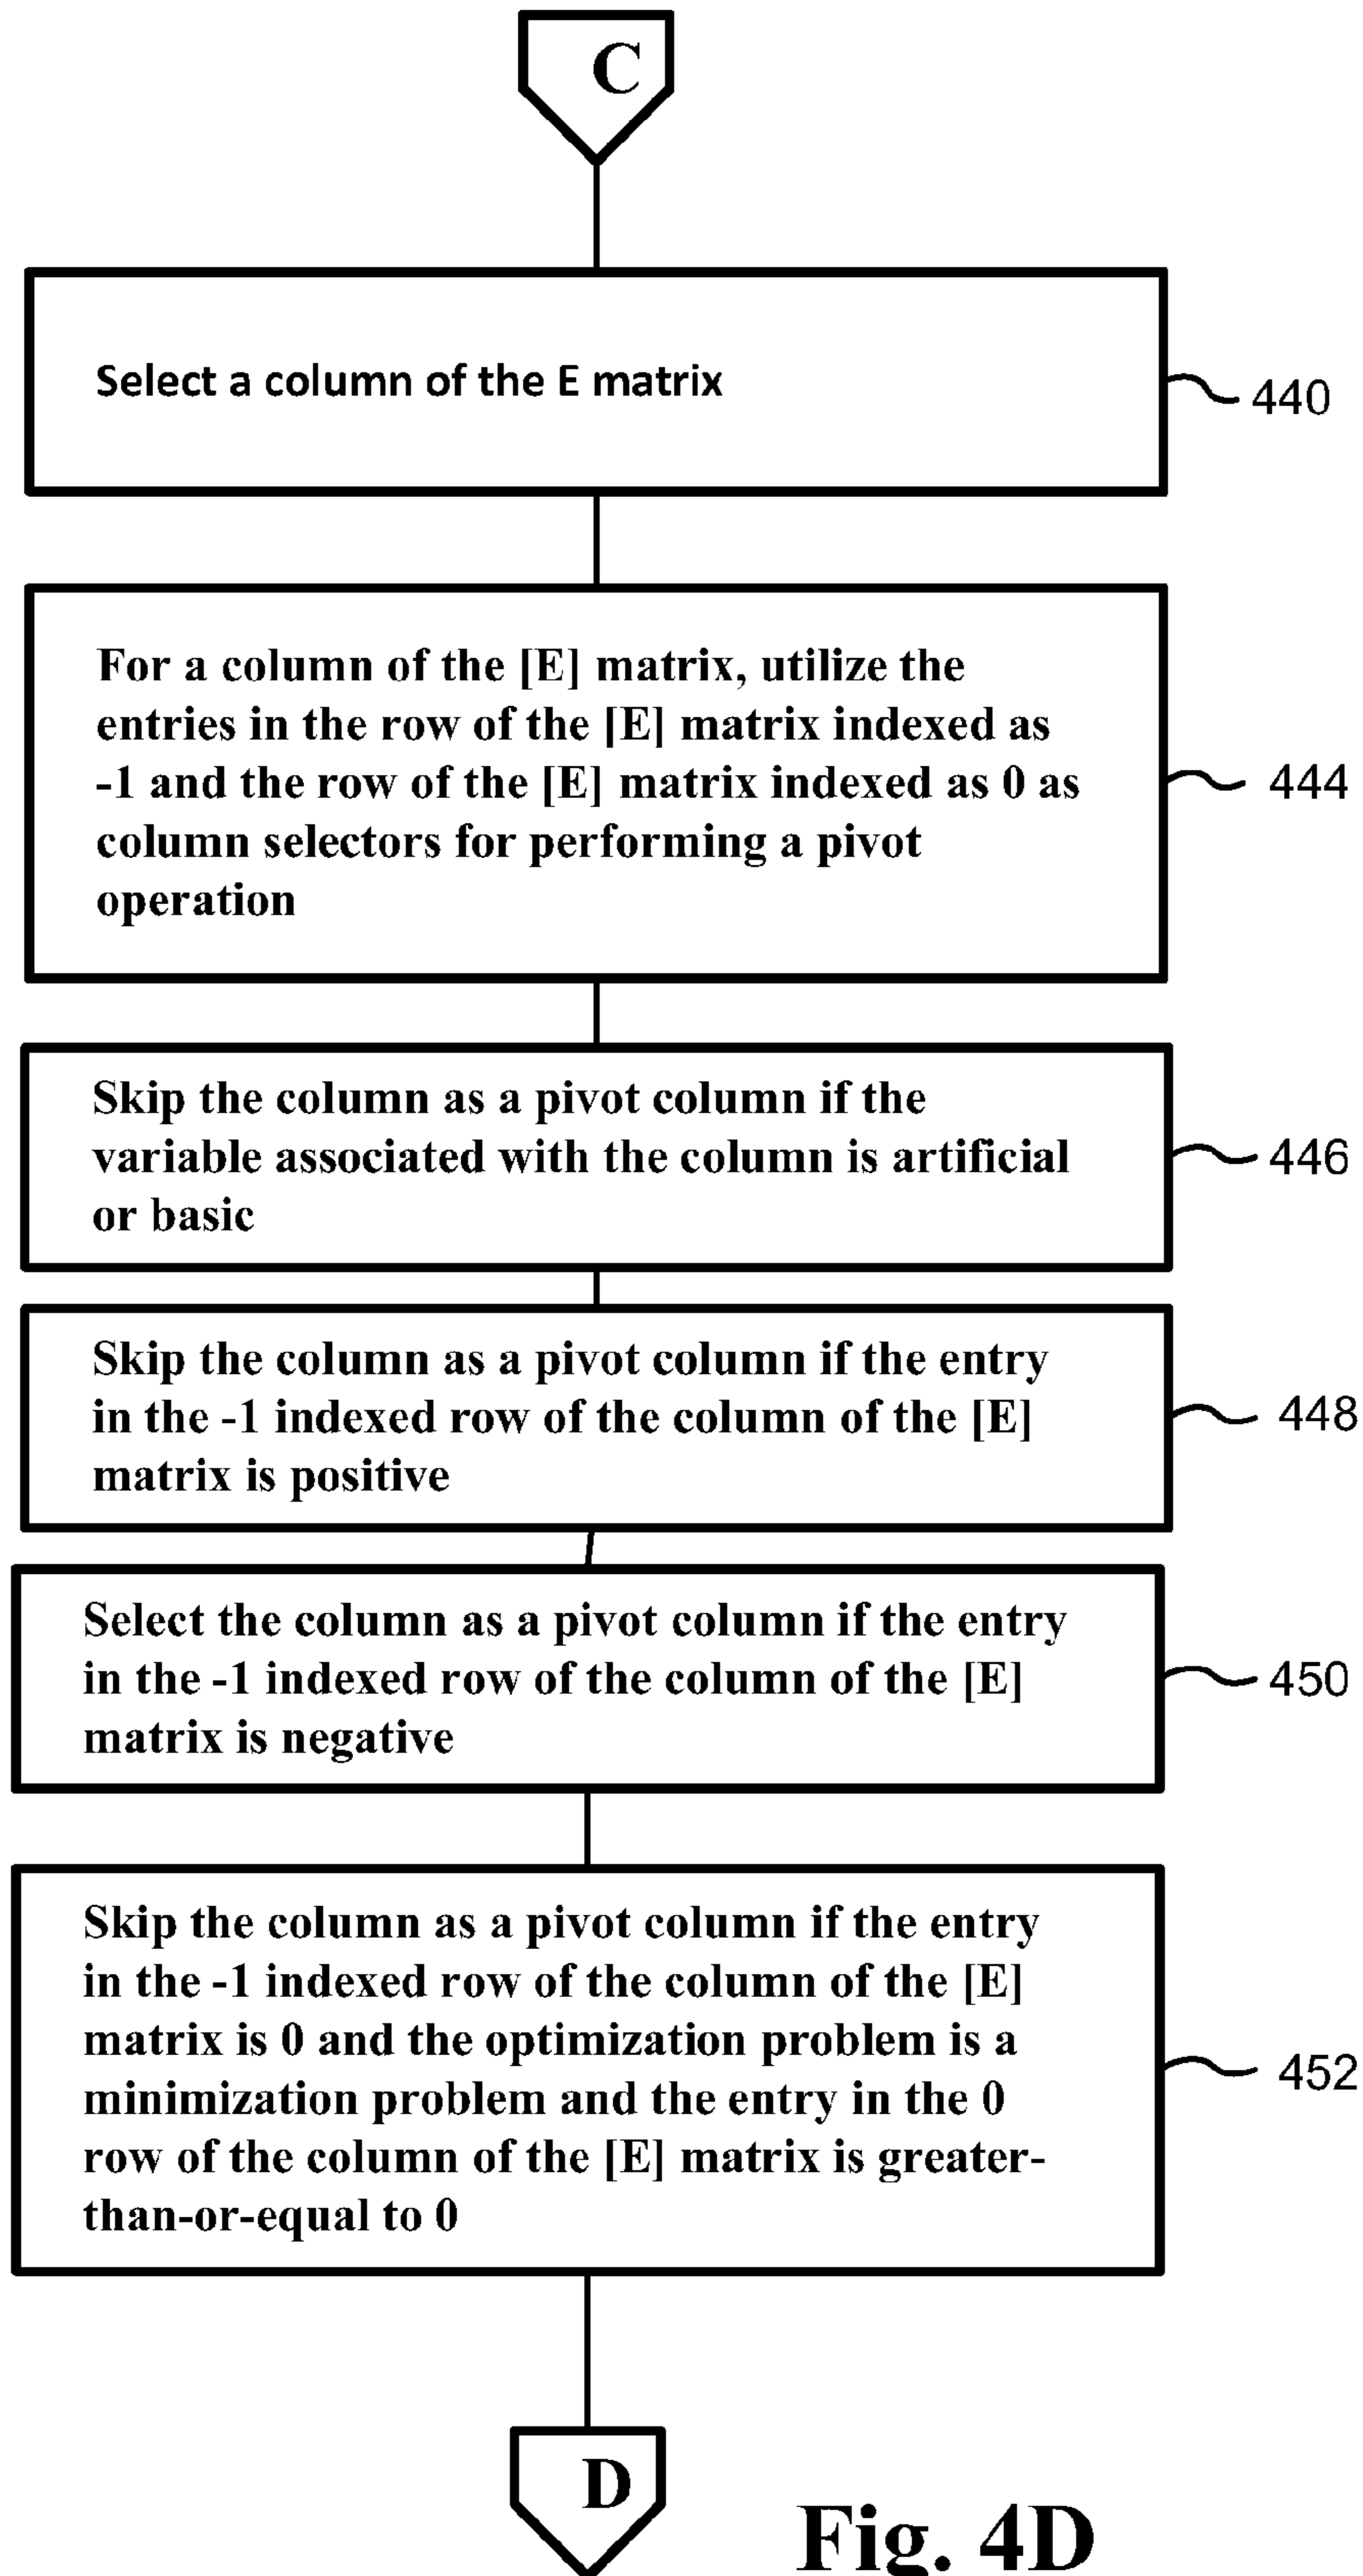 C
Select a column of the E matrix
440
For a column of the [E] matrix, utilize the
entries in the row of the [E] matrix indexed as
-1 and the row of the [E] matrix indexed as 0 as
column selectors for performing a pivot
operation
444
Skip the column as a pivot column if the
variable associated with the column is artificial
or basic
446
Skip the column as a pivot column if the entry
in the -1 indexed row of the column of the [E]
matrix is positive
448
Select the column as a pivot column if the entry
in the -1 indexed row of the column of the [E]
matrix is negative
450
Skip the column as a pivot column if the entry
in the -1 indexed row of the column of the [E]
matrix is 0 and the optimization problem is a
minimization problem and the entry in the 0
row of the column of the [E] matrix is greater-
than-or-equal to 0
452
D
Fig. 4D